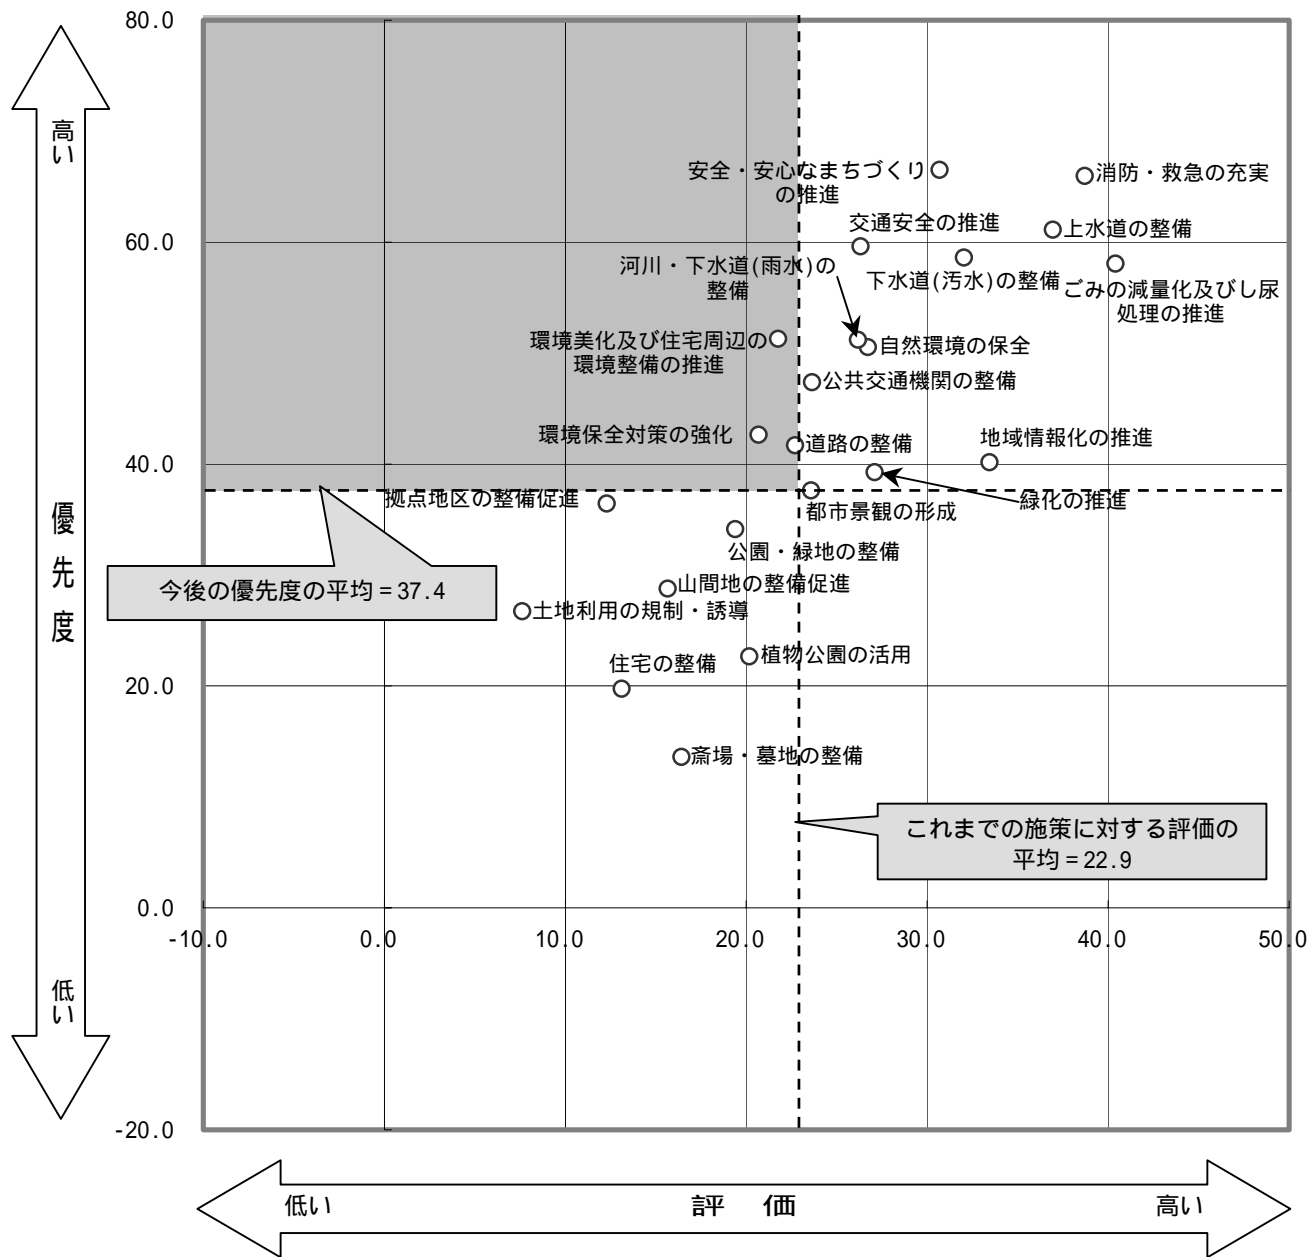 80.0
高い
安全・安心なまちづくり
の推進
消防・救急の充実
交通安全の推進
上水道の整備
60.0
河川・下水道(雨水)の
整備
下水道(汚水)の整備
ごみの減量化及びし尿
処理の推進
環境美化及び住宅周辺の
環境整備の推進
自然環境の保全
公共交通機関の整備
環境保全対策の強化
道路の整備
地域情報化の推進
40.0
拠点地区の整備促進
緑化の推進
都市景観の形成
優先度
公園・緑地の整備
今後の優先度の平均=37.4
山間地の整備促進
土地利用の規制・誘導
住宅の整備
植物公園の活用
20.0
斎場・墓地の整備
これまでの施策に対する評価の
平均=22.9
0.0
-10.0 0.0 10.0 20.0 30.0 40.0 50.0
低い
-20.0
低い 評 価 高い